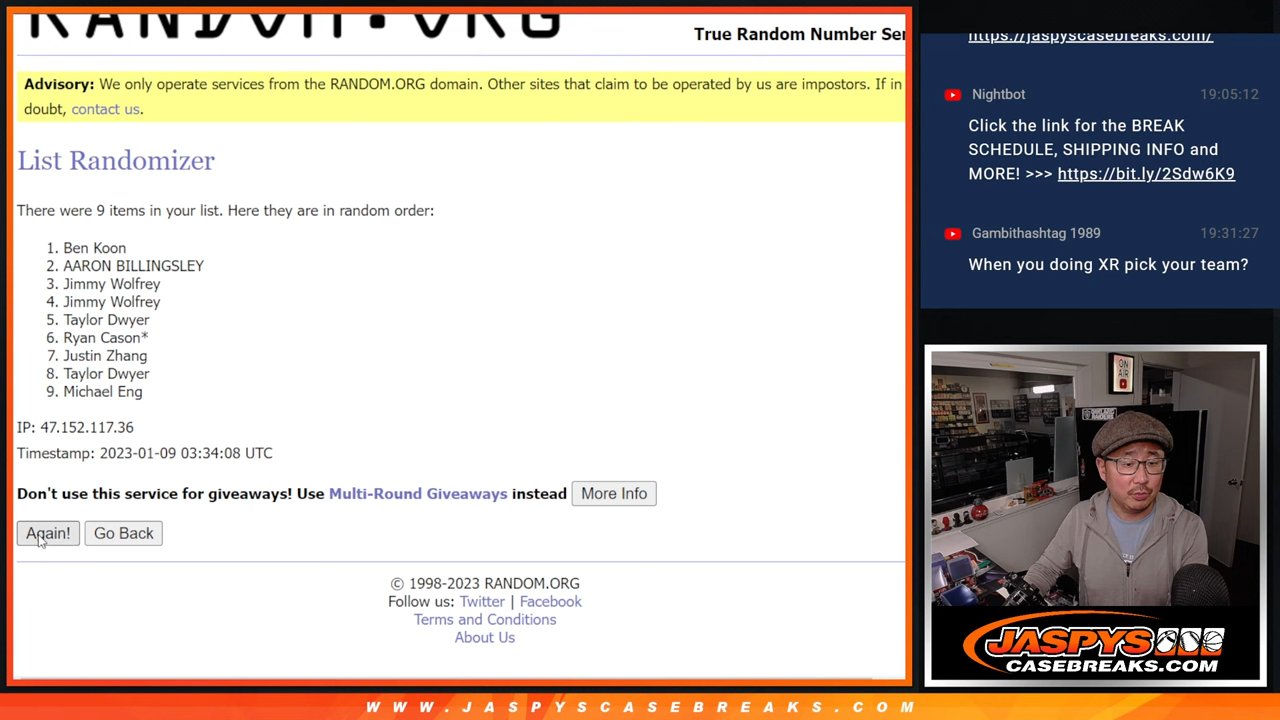 RANDOM.ORG
True Random Number Ser
Advisory: We only operate services from the RANDOM.ORG domain. Other sites that claim to be operated by us are impostors. If in
doubt, contact us.
List Randomizer
There were 9 items in your list. Here they are in random order:
1. Ben Koon
2. AARON BILLINGSLEY
3. Jimmy Wolfrey
4. Jimmy Wolfrey
5. Taylor Dwyer
6. Ryan Cason*
7. Justin Zhang
8. Taylor Dwyer
9. Michael Eng
IP: 47.152.117.36
Timestamp: 2023-01-09 03:34:08 UTC
Don't use this service for giveaways! Use Multi-Round Giveaways instead More Info
Again! Go Back
© 1998-2023 RANDOM.ORG
Follow us: Twitter | Facebook
Terms and Conditions
About Us
https://jaspyscasebreaks.com/
Nightbot 19:05:12
Click the link for the BREAK
SCHEDULE, SHIPPING INFO and
MORE! >>> https://bit.ly/2Sdw6K9
Gambithashtag 1989 19:31:27
When you doing XR pick your team?
ON
AIR
JASPYS
CASEBREAKS.COM
WWW.JASPYSCASEBREAKS.COM